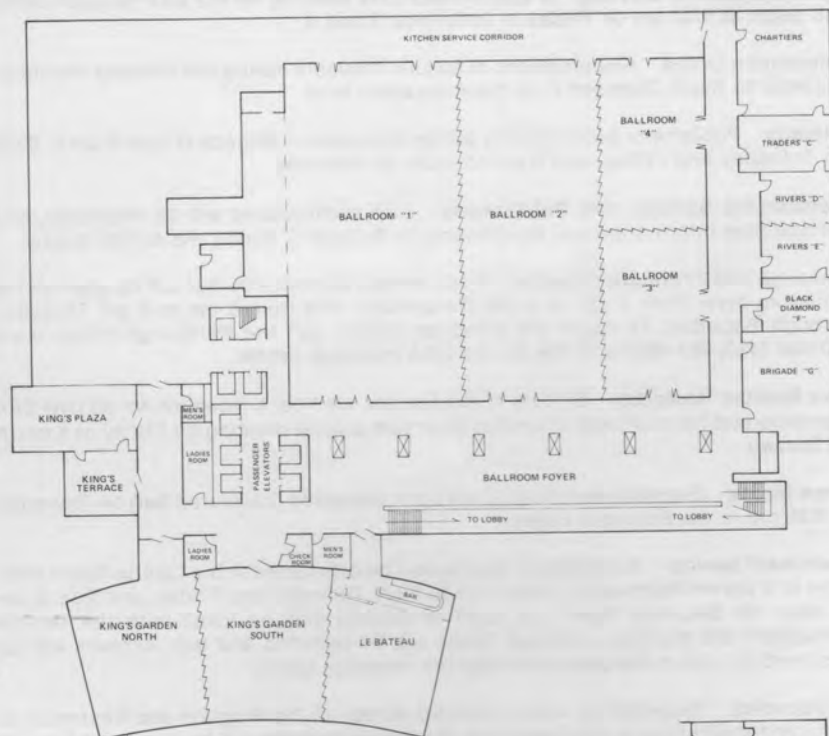 KITCHEN SERVICE CORRIDOR
CHARTIERS
BALLROOM
"4"
TRADERS "C"
RIVERS "D"
BALLROOM "1"
BALLROOM "2"
RIVERS "E"
BALLROOM
"3"
BLACK
DIAMOND
"F"
BRIGADE "G"
KING'S PLAZA
MEN'S
ROOM
LADIES
ROOM
PASSENGER
ELEVATORS
KING'S
TERRACE
BALLROOM FOYER
TO LOBBY
TO LOBBY
LADIES
ROOM
CHECK
ROOM
MEN'S
ROOM
BAR
KING'S GARDEN
NORTH
KING'S GARDEN
SOUTH
LE BATEAU